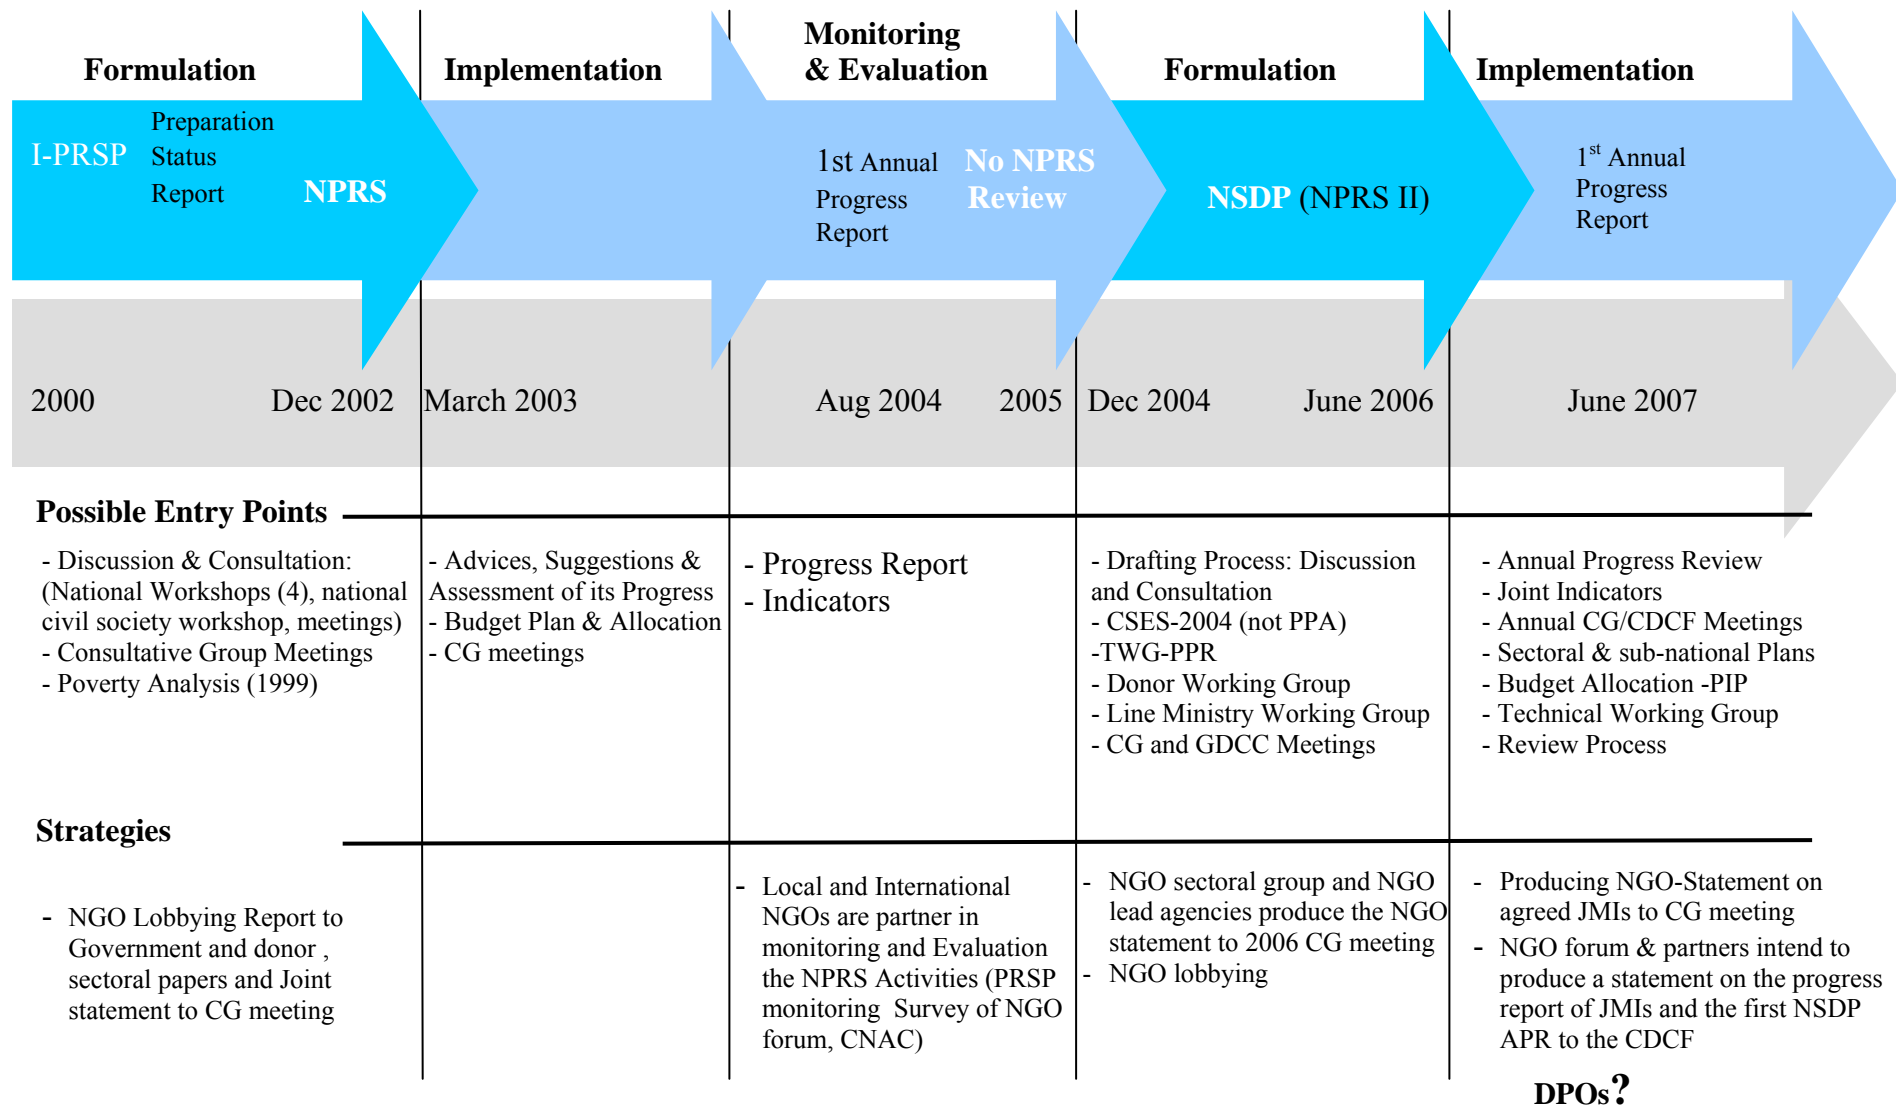 Formulation
Implementation
Monitoring
& Evaluation
Formulation
Implementation
I-PRSP
Preparation
Status
Report
NPRS
1st Annual
Progress
Report
No NPRS
Review
NSDP (NPRS II)
1st Annual
Progress
Report
2000
Dec 2002
March 2003
Aug 2004
2005
Dec 2004
June 2006
June 2007
Possible Entry Points
- Discussion & Consultation:
(National Workshops (4), national
civil society workshop, meetings)
- Consultative Group Meetings
- Poverty Analysis (1999)
- Advices, Suggestions &
Assessment of its Progress
- Budget Plan & Allocation
- CG meetings
- Progress Report
- Indicators
- Drafting Process: Discussion
and Consultation
- CSES-2004 (not PPA)
-TWG-PPR
- Donor Working Group
- Line Ministry Working Group
- CG and GDCC Meetings
- Annual Progress Review
- Joint Indicators
- Annual CG/CDCF Meetings
- Sectoral & sub-national Plans
- Budget Allocation -PIP
- Technical Working Group
- Review Process
Strategies
- NGO Lobbying Report to
Government and donor ,
sectoral papers and Joint
statement to CG meeting
- Local and International
NGOs are partner in
monitoring and Evaluation
the NPRS Activities (PRSP
monitoring Survey of NGO
forum, CNAC)
- NGO sectoral group and NGO
lead agencies produce the NGO
statement to 2006 CG meeting
- NGO lobbying
- Producing NGO-Statement on
agreed JMIs to CG meeting
- NGO forum & partners intend to
produce a statement on the progress
report of JMIs and the first NSDP
APR to the CDCF
DPOs?